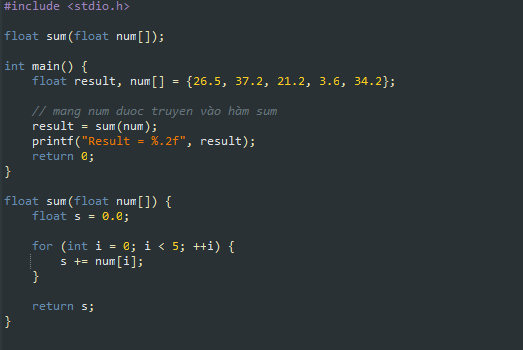 #include <stdio.h>
float sum(float num[]);
int main() {
float result, num[] = {26.5, 37.2, 21.2, 3.6, 34.2};
// mang num duoc truyen vào hàm sum
result = sum(num);
printf("Result = %.2f", result);
return 0;
}
float sum(float num[]) {
float s = 0.0;
for (int i = 0; i < 5; ++i) {
s += num[i];
}
return s;
}